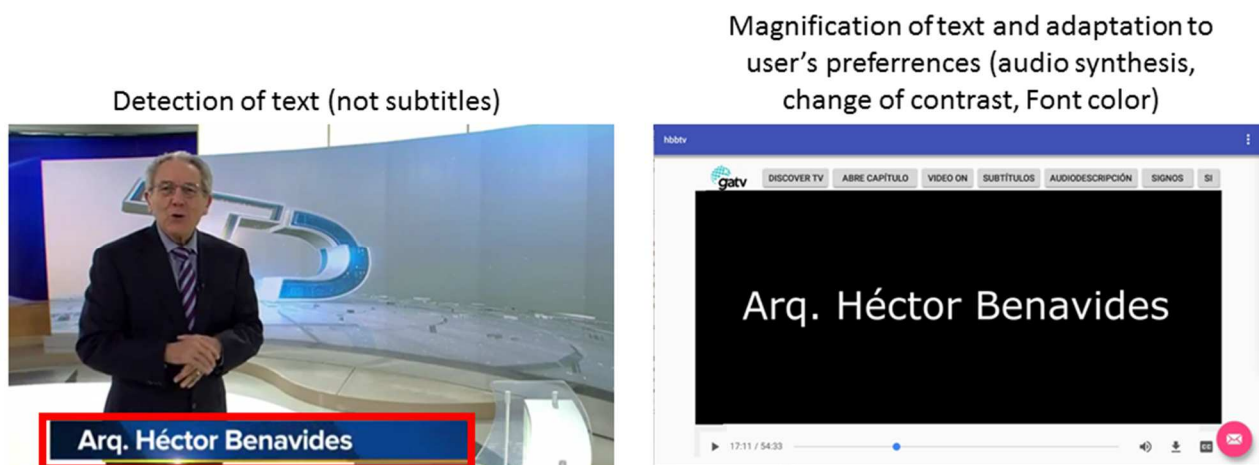 Detection of text (not subtitles)
Arq. Héctor Benavides
Magnification of text and adaptation to
user's preferrences (audio synthesis,
change of contrast, Font color)
hbbtv
gatv
DISCOVER TV ABRE CAPÍTULO VIDEO ON SUBTÍTULOS AUDIODESCRIPCIÓN SIGNOS SI
Arq. Héctor Benavides
17:11 / 54:33
CC